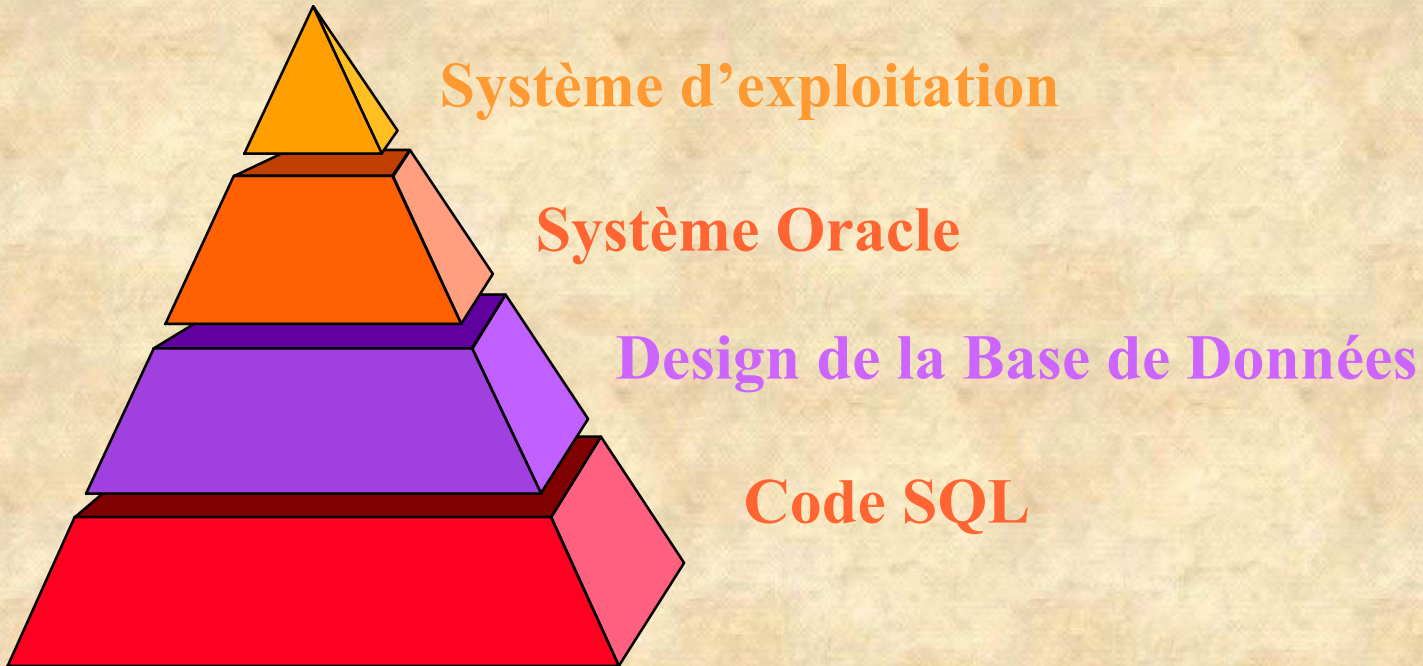 Système d’exploitation
Système Oracle
Design de la Base de Données
Code SQL